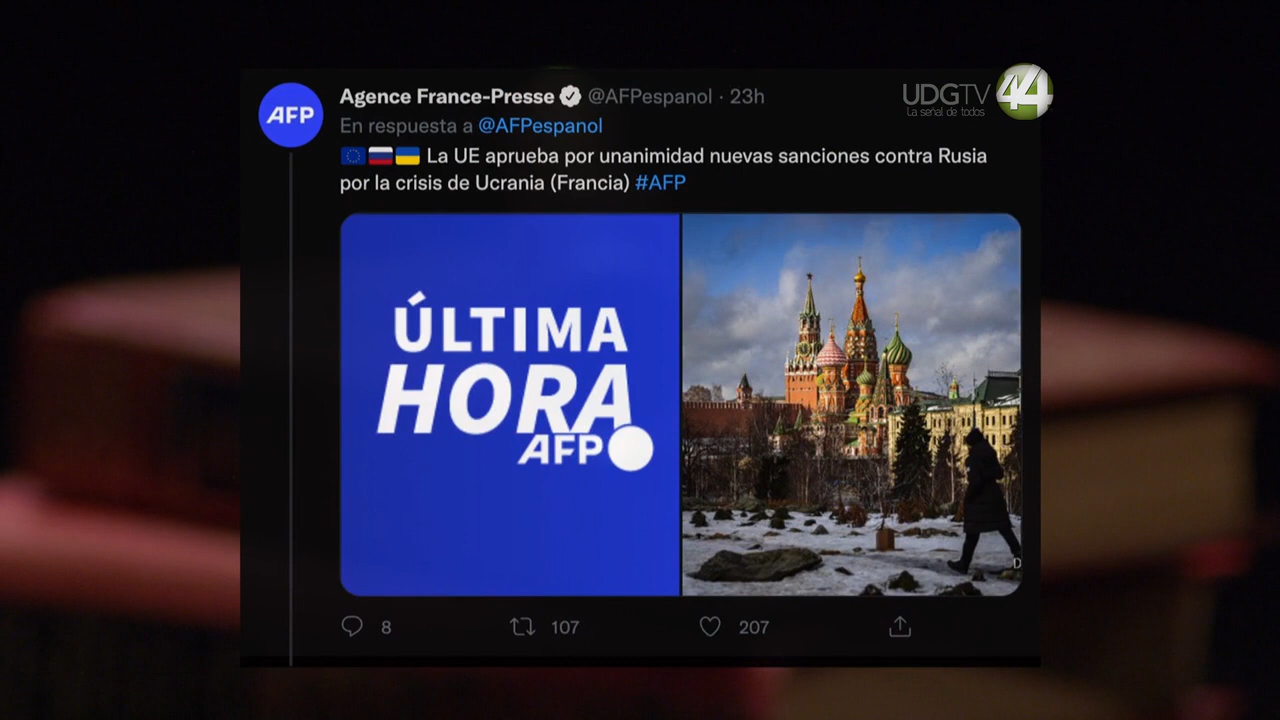 AFP
Agence France-Presse @AFPespanol · 23h
UDGTV 44
La señal de todos
En respuesta a @AFPespanol
La UE aprueba por unanimidad nuevas sanciones contra Rusia
por la crisis de Ucrania (Francia) #AFP
ÚLTIMA
HORA
AFP
D
8
107
207